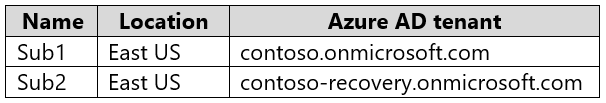 Name Location Azure AD tenant
Sub1 East US contoso.onmicrosoft.com
Sub2 East US contoso-recovery.onmicrosoft.com